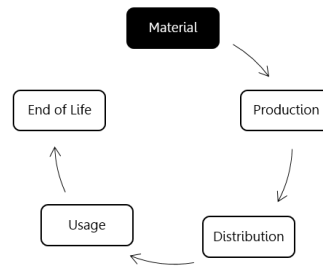 Material
Production
Distribution
Usage
End of Life